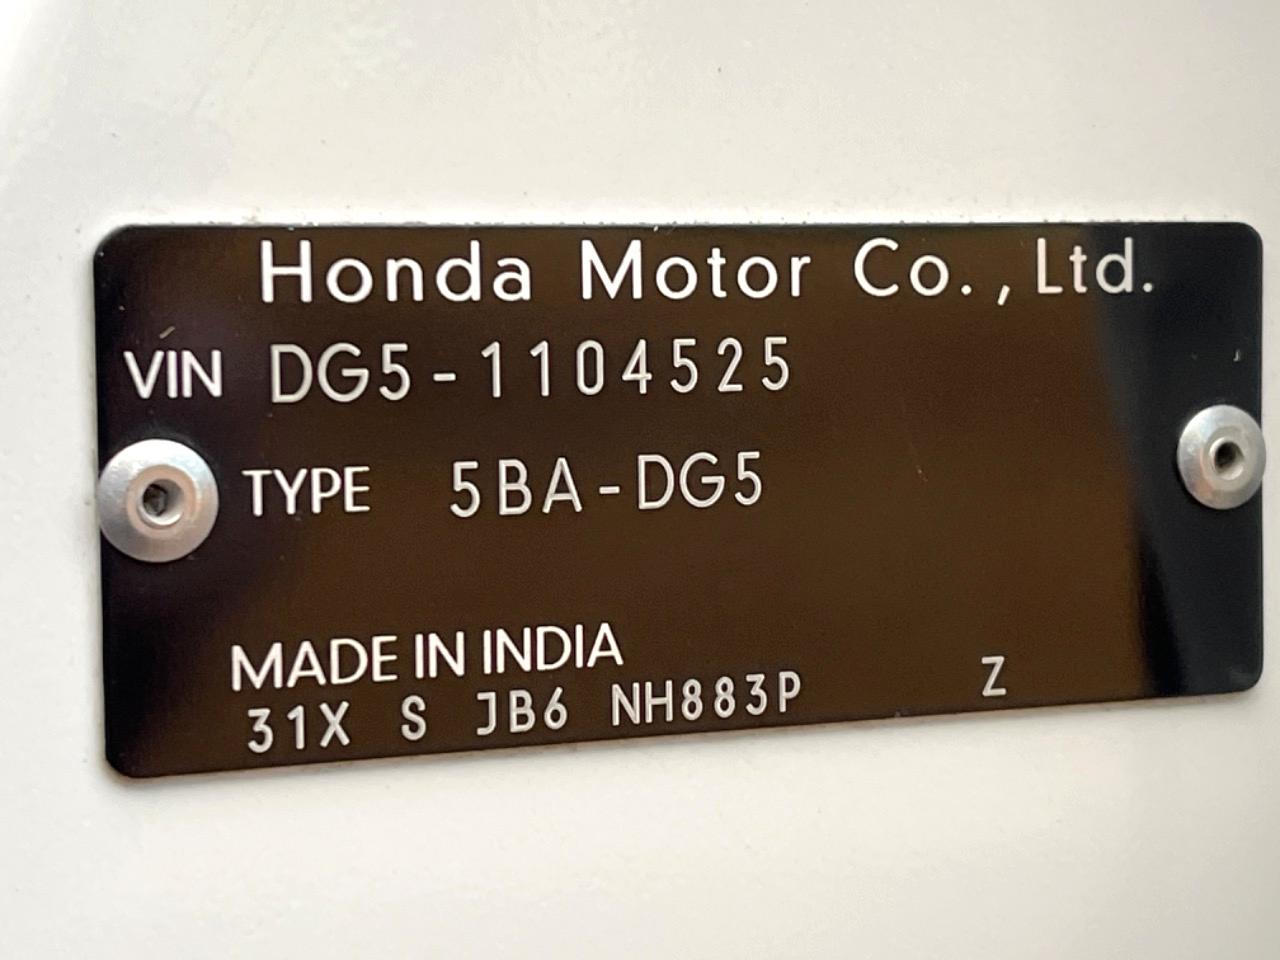 Honda Motor Co., Ltd.
VIN DG5-1104525
TYPE 5BA-DG5
MADE IN INDIA
31X S JB6 NH883P Z